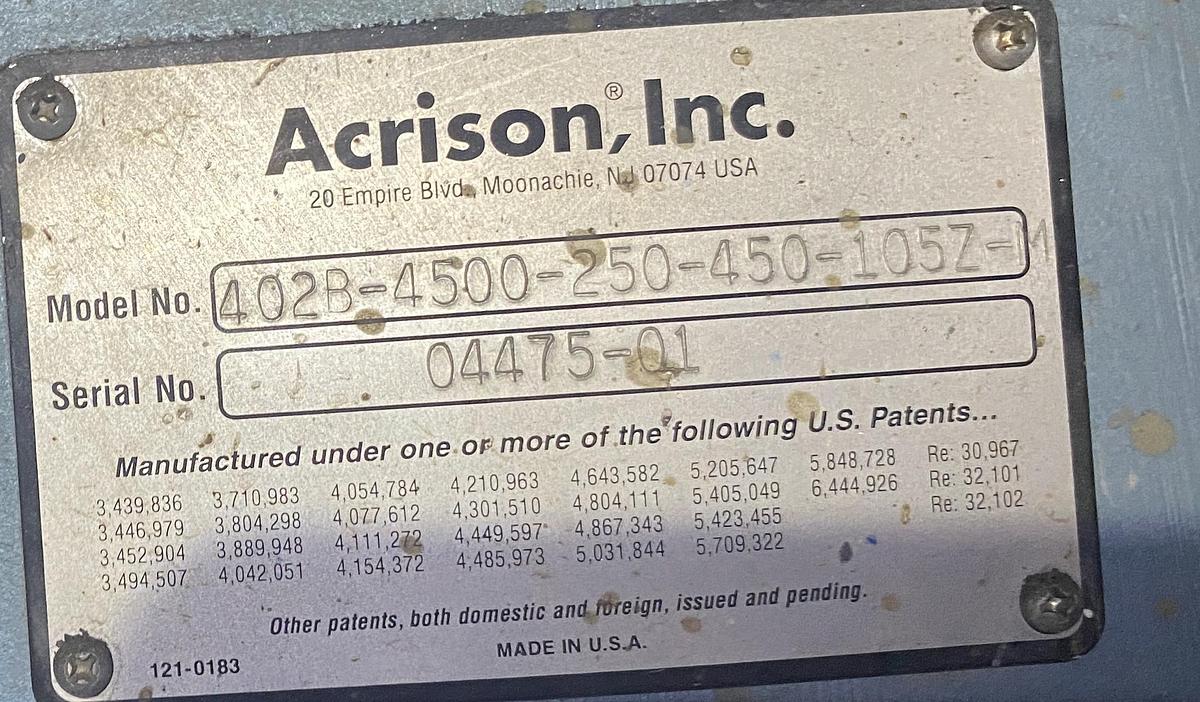 Acrison,® Inc.
20 Empire Blvd., Moonachie, NJ 07074 USA
Model No. 402B-4500-250-450-105Z-M
Serial No. 04475-01
Manufactured under one or more of the following U.S. Patents...
3,439,836 3,710,983 4,054,784 4,210,963 4,643,582 5,205,647 5,848,728 Re: 30,967
3,446,979 3,804,298 4,077,612 4,301,510 4,804,111 5,405,049 6,444,926 Re: 32,101
3,452,904 3,889,948 4,111,272 4,449,597 4,867,343 5,423,455 Re: 32,102
3,494,507 4,042,051 4,154,372 4,485,973 5,031,844 5,709,322
Other patents, both domestic and foreign, issued and pending.
121-0183 MADE IN U.S.A.